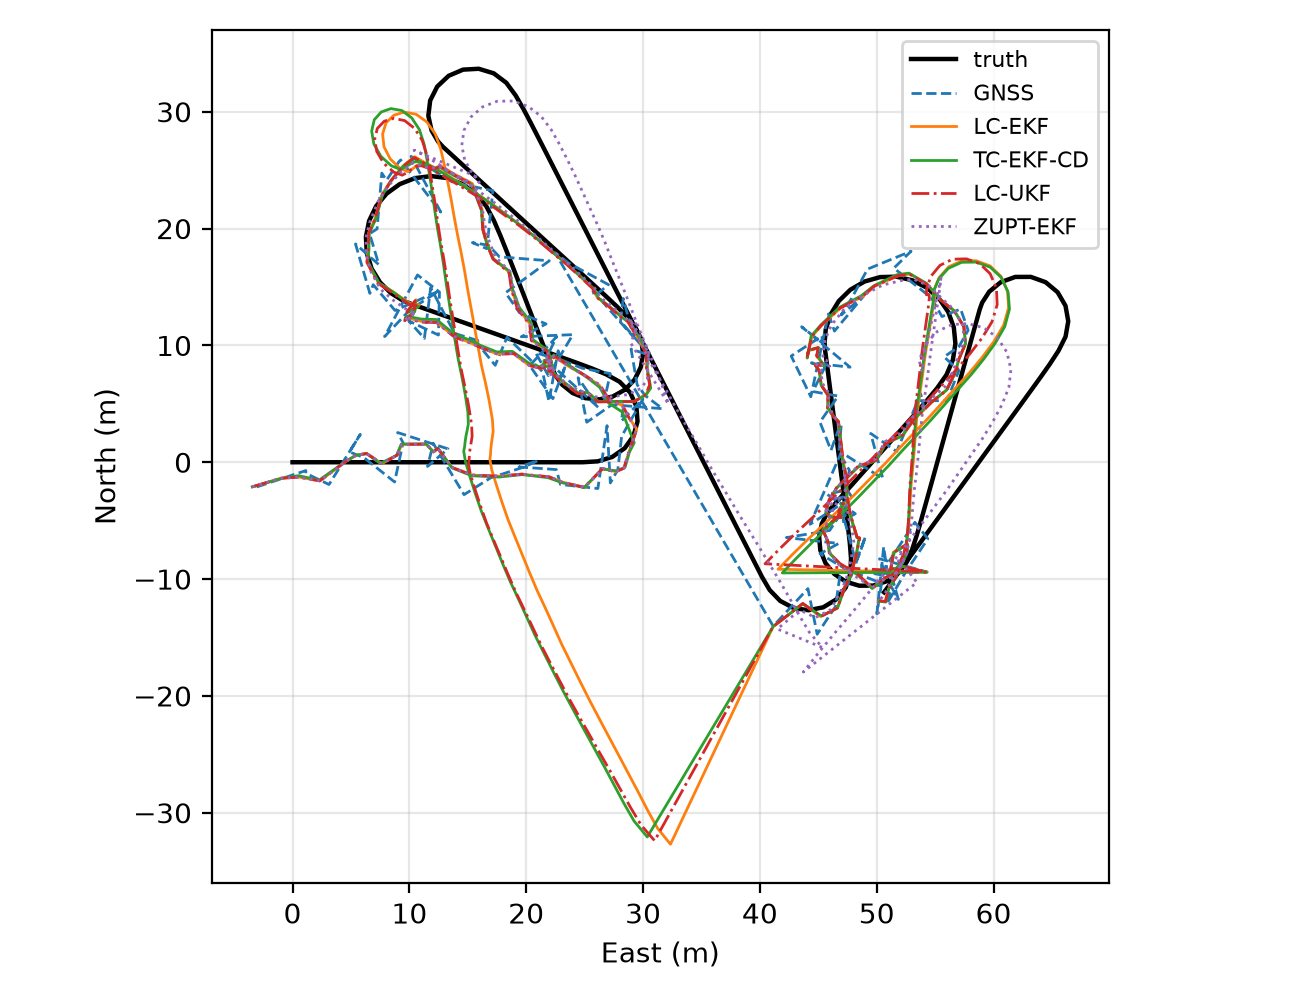 truth
GNSS
LC-EKF
TC-EKF-CD
LC-UKF
ZUPT-EKF
30
20
10
0
−10
−20
−30
North (m)
0 10 20 30 40 50 60
East (m)